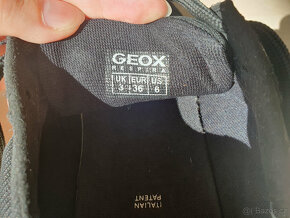 GEOX
RESPIRA
UK EUR US
3 36 6
ITALIAN
PATENT